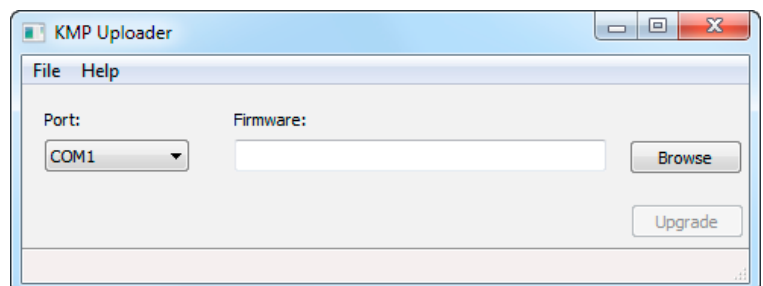 KMP Uploader
File Help
Port: Firmware:
COM1 Browse
Upgrade